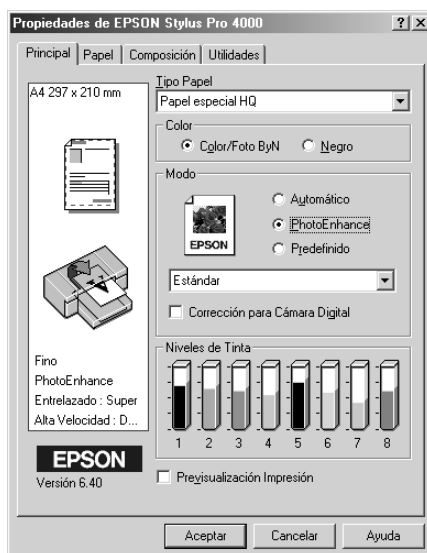 Propiedades de EPSON Stylus Pro 4000
Principal
Papel
Composición
Utilidades
A4 297 x 210 mm
Fino
PhotoEnhance
Entrelazado : Super
Alta Velocidad : D...
EPSON
Versión 6.40
Tipo Papel
Papel especial HQ
Color
Color/Foto ByN
Negro
Modo
EPSON
Automático
PhotoEnhance
Predefinido
Estándar
Corrección para Cámara Digital
Niveles de Tinta
1 2 3 4 5 6 7 8
Previsualización Impresión
Aceptar
Cancelar
Ayuda